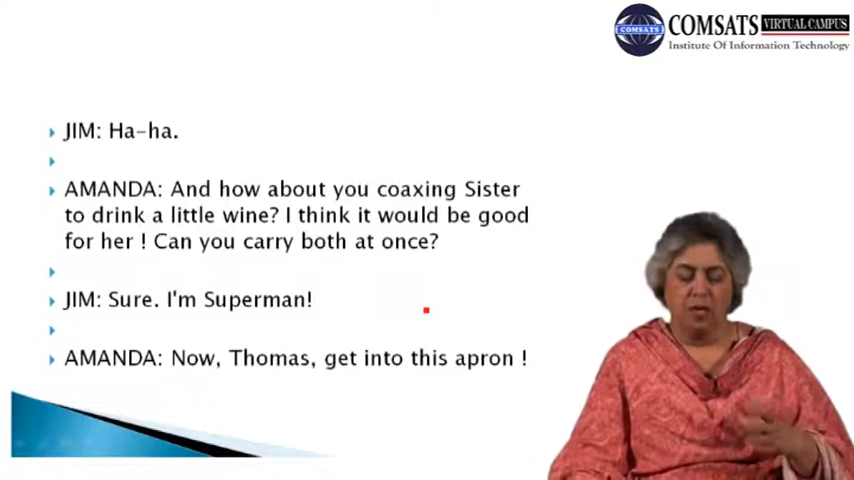 COMSATS VIRTUAL CAMPUS
COMSATS
Institute Of Information Technology
JIM: Ha-ha.
AMANDA: And how about you coaxing Sister
to drink a little wine? I think it would be good
for her ! Can you carry both at once?
JIM: Sure. I'm Superman!
AMANDA: Now, Thomas, get into this apron !